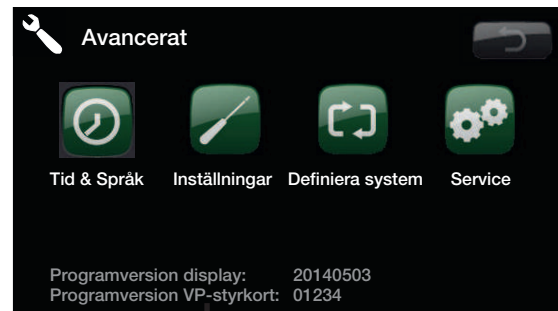 Avancerat
Tid & Språk Inställningar Definiera system Service
Programversion display: 20140503
Programversion VP-styrkort: 01234